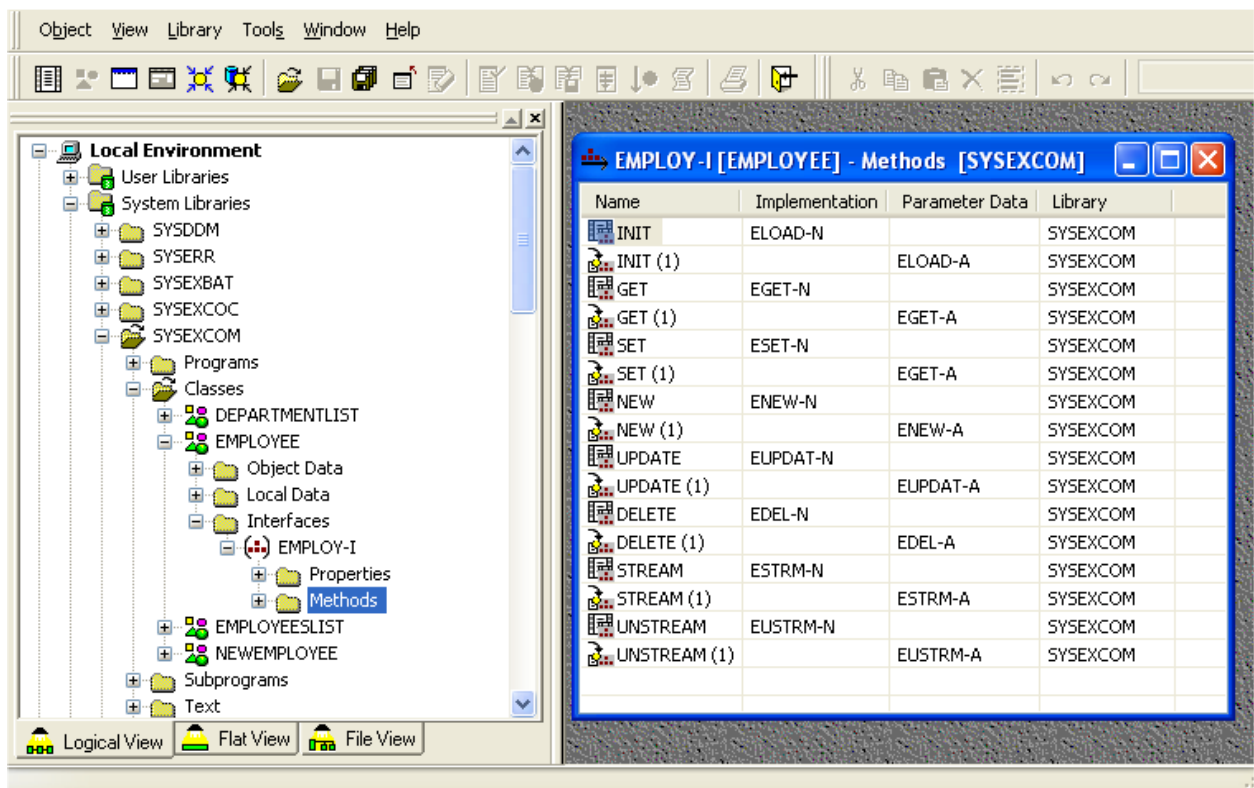 Object View Library Tools Window Help
Local Environment
User Libraries
System Libraries
SYSDDM
SYSERR
SYSEXBAT
SYSEXCOC
SYSEXCOM
Programs
Classes
DEPARTMENTLIST
EMPLOYEE
Object Data
Local Data
Interfaces
EMPLOY-I
Properties
Methods
EMPLOYEESLIST
NEWEMPLOYEE
Subprograms
Text
Logical View Flat View File View
EMPLOY-I [EMPLOYEE] - Methods [SYSEXCOM]
Name Implementation Parameter Data Library
INIT ELOAD-N SYSEXCOM
INIT (1) ELOAD-A SYSEXCOM
GET EGET-N SYSEXCOM
GET (1) EGET-A SYSEXCOM
SET ESET-N SYSEXCOM
SET (1) EGET-A SYSEXCOM
NEW ENEW-N SYSEXCOM
NEW (1) ENEW-A SYSEXCOM
UPDATE EUPDAT-N SYSEXCOM
UPDATE (1) EUPDAT-A SYSEXCOM
DELETE EDEL-N SYSEXCOM
DELETE (1) EDEL-A SYSEXCOM
STREAM ESTRM-N SYSEXCOM
STREAM (1) ESTRM-A SYSEXCOM
UNSTREAM EUSTRM-N SYSEXCOM
UNSTREAM (1) EUSTRM-A SYSEXCOM